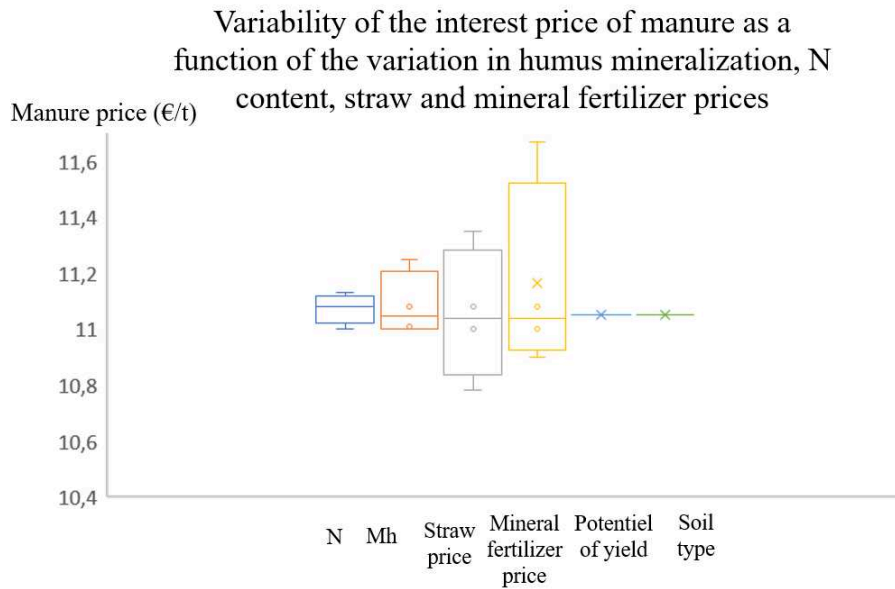 Variability of the interest price of manure as a
function of the variation in humus mineralization, N
content, straw and mineral fertilizer prices
Manure price (€/t)
11,6
11,4
11,2
11
10,8
10,6
10,4
N
Mh
Straw
price
Mineral
fertilizer
price
Potentiel
of yield
Soil
type